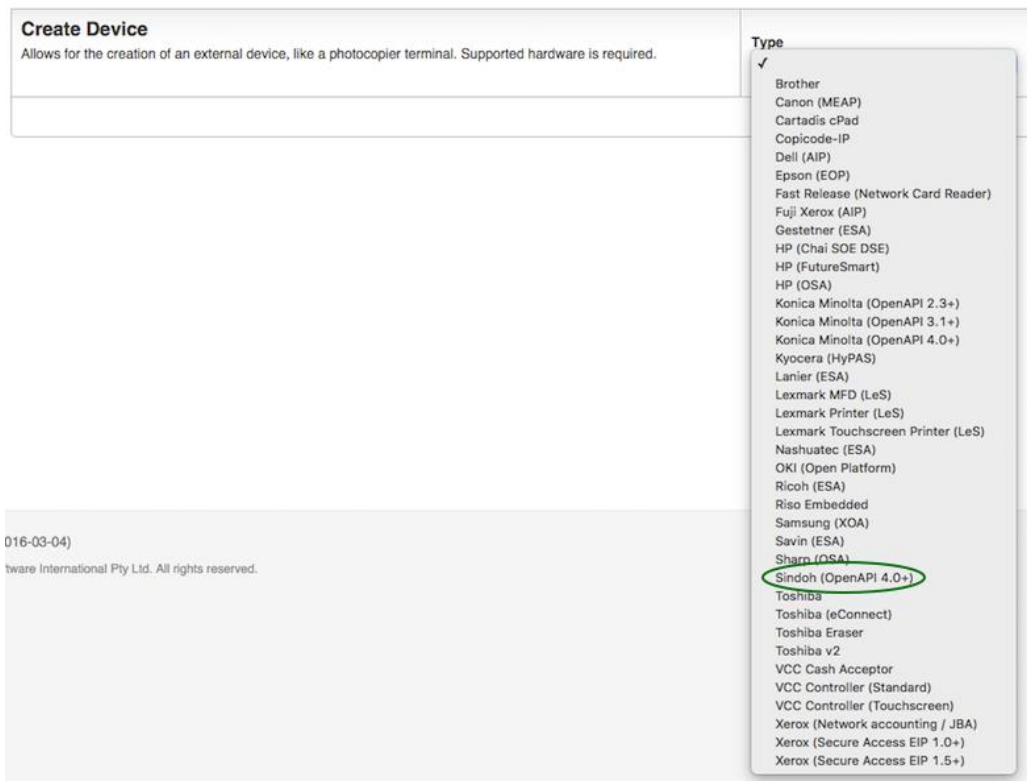 Create Device
Allows for the creation of an external device, like a photocopier terminal. Supported hardware is required.
Type
✓
Brother
Canon (MEAP)
Cartadis cPad
Copicode-IP
Dell (AIP)
Epson (EOP)
Fast Release (Network Card Reader)
Fuji Xerox (AIP)
Gestetner (ESA)
HP (Chai SOE DSE)
HP (FutureSmart)
HP (OSA)
Konica Minolta (OpenAPI 2.3+)
Konica Minolta (OpenAPI 3.1+)
Konica Minolta (OpenAPI 4.0+)
Kyocera (HyPAS)
Lanier (ESA)
Lexmark MFD (LeS)
Lexmark Printer (LeS)
Lexmark Touchscreen Printer (LeS)
Nashuatec (ESA)
OKI (Open Platform)
Ricoh (ESA)
Riso Embedded
Samsung (XOA)
Savin (ESA)
Sharp (OSA)
Sindoh (OpenAPI 4.0+)
Toshiba
Toshiba (eConnect)
Toshiba Eraser
Toshiba v2
VCC Cash Acceptor
VCC Controller (Standard)
VCC Controller (Touchscreen)
Xerox (Network accounting / JBA)
Xerox (Secure Access EIP 1.0+)
Xerox (Secure Access EIP 1.5+)
016-03-04)
tware International Pty Ltd. All rights reserved.